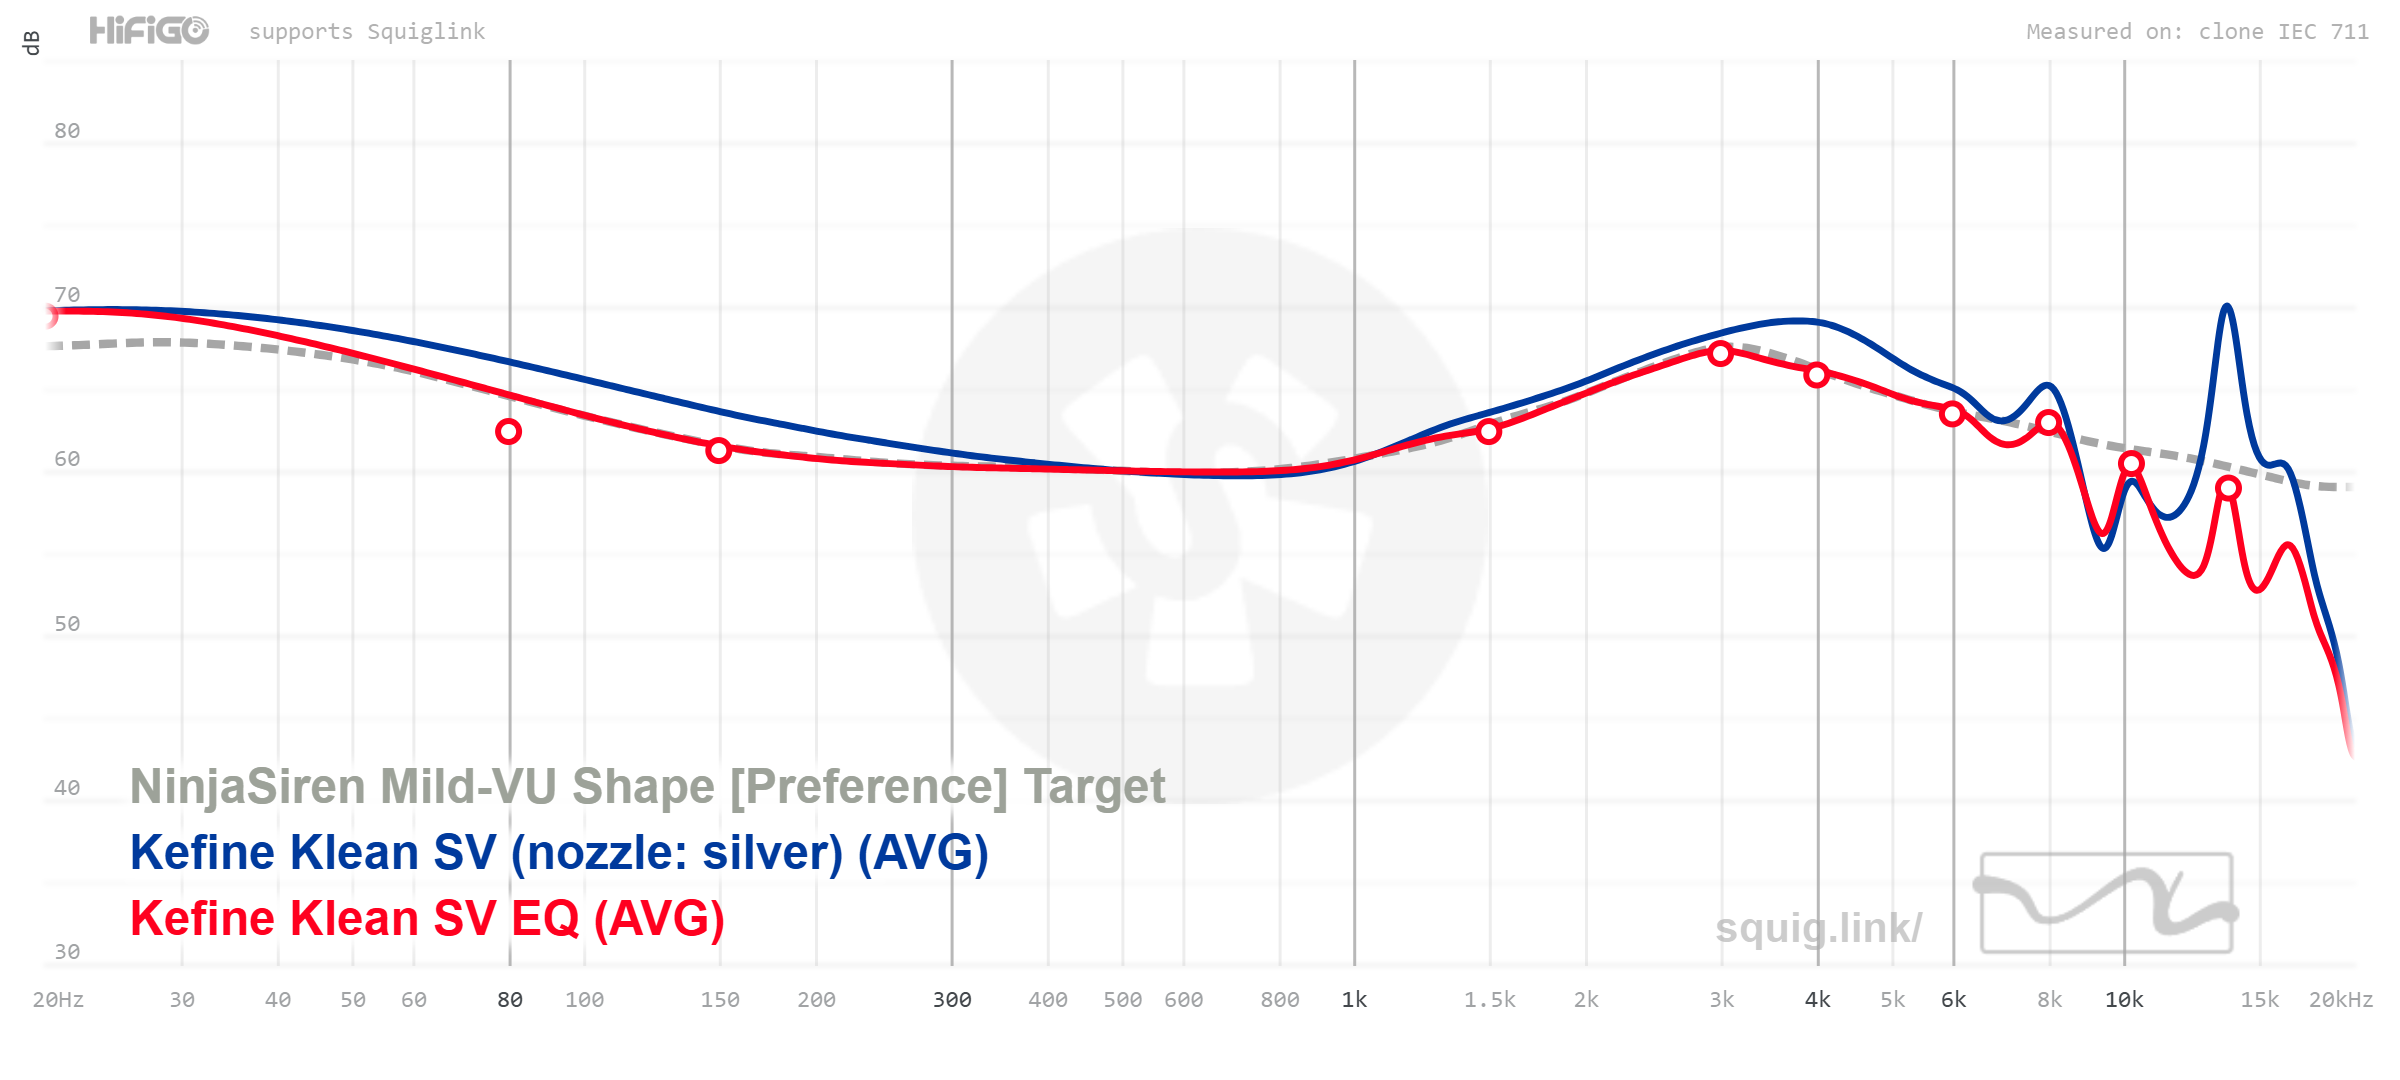 HiFiGO supports Squiglink
Measured on: clone IEC 711
dB
80
70
60
50
40
30
NinjaSiren Mild-VU Shape [Preference] Target
Kefine Klean SV (nozzle: silver) (AVG)
Kefine Klean SV EQ (AVG)
squig.link/
20Hz 30 40 50 60 80 100 150 200 300 400 500 600 800 1k 1.5k 2k 3k 4k 5k 6k 8k 10k 15k 20kHz